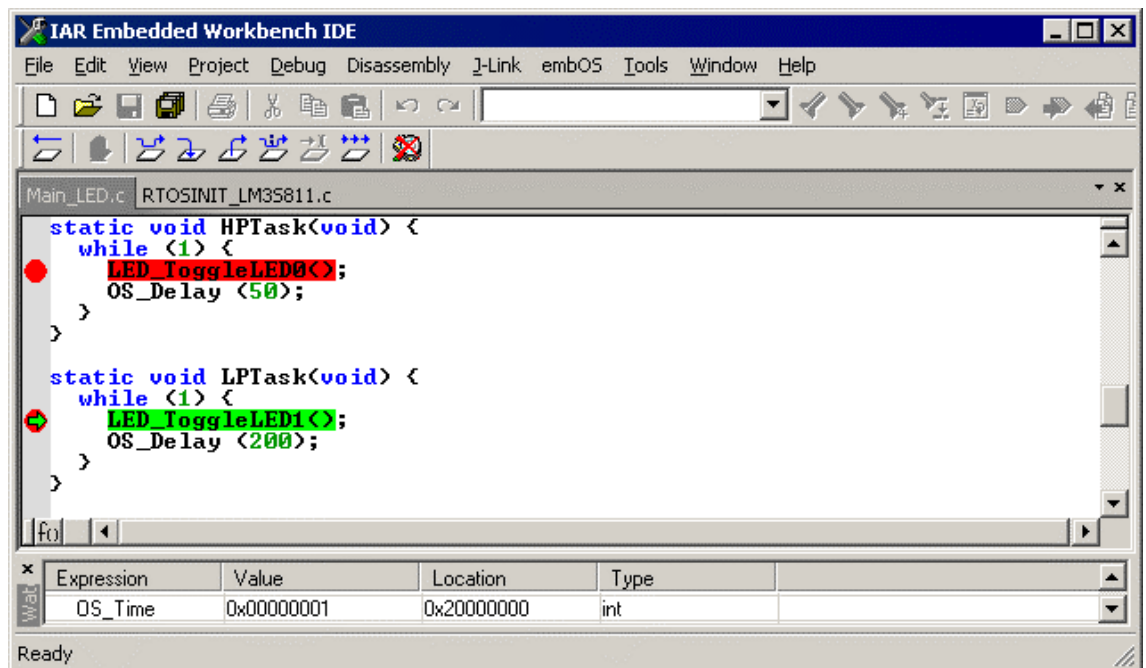 IAR Embedded Workbench IDE
File Edit View Project Debug Disassembly J-Link embOS Tools Window Help
Main_LED.c RTOSINIT_LM3S811.c
static void HPTask(void) {
while (1) {
LED_ToggleLED0();
OS_Delay (50);
}
}
static void LPTask(void) {
while (1) {
LED_ToggleLED1();
OS_Delay (200);
}
}
f()
Expression Value Location Type
Wat
OS_Time 0x00000001 0x20000000 int
Ready